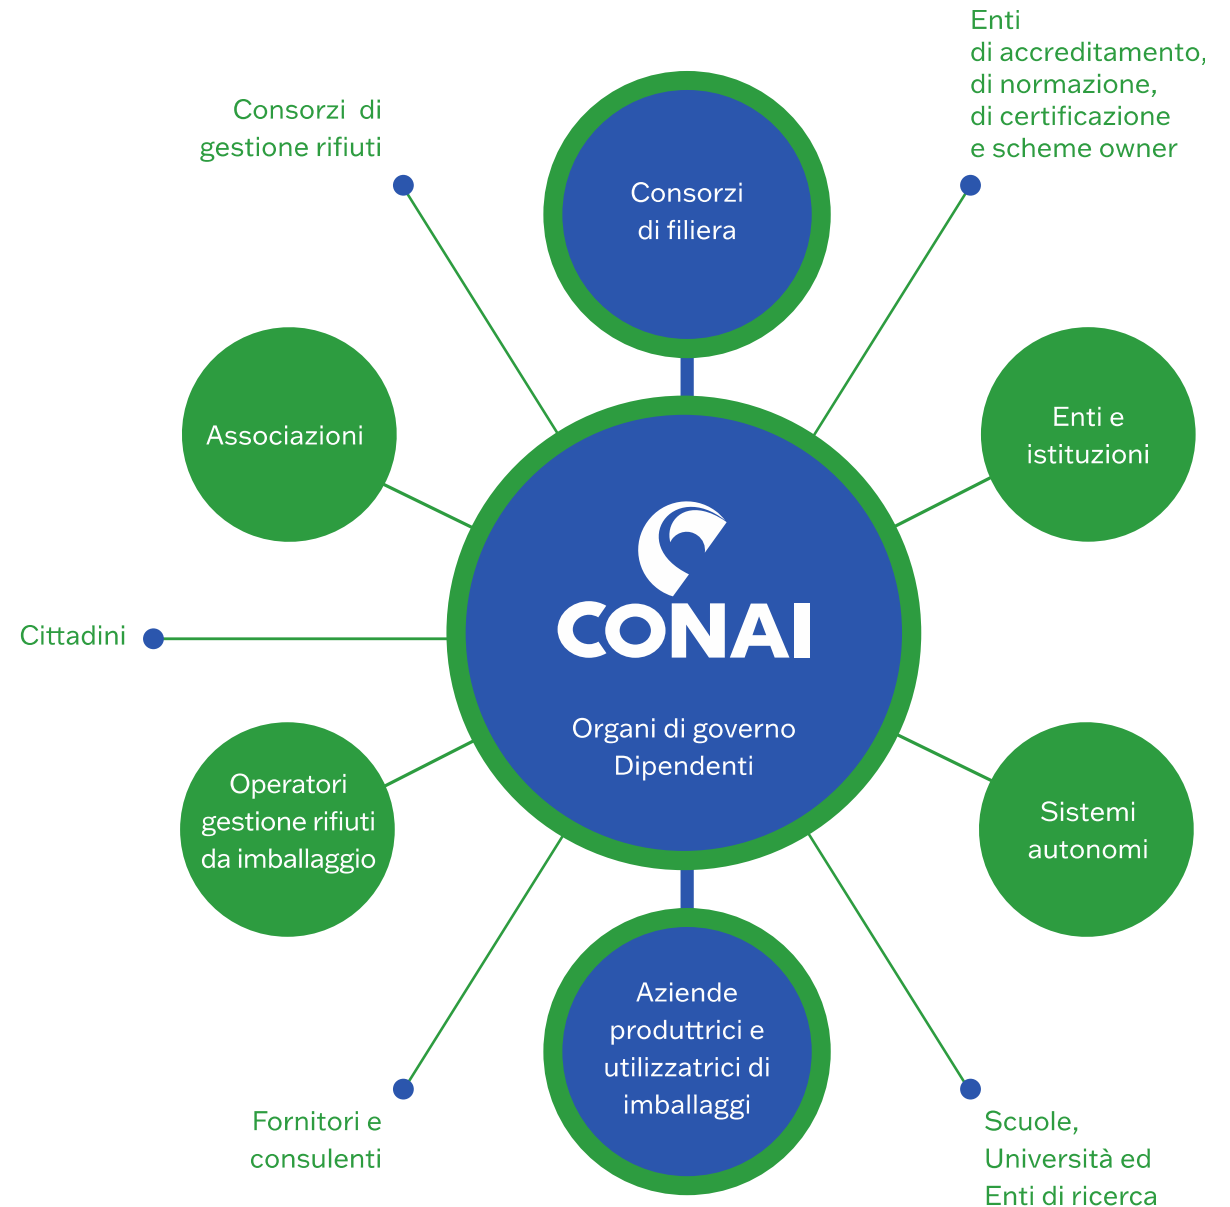 Enti
di accreditamento,
di normazione,
di certificazione
e scheme owner
Consorzi di
gestione rifiuti
Consorzi
di filiera
Associazioni
Enti e
istituzioni
CONAI
Organi di governo
Dipendenti
Cittadini
Operatori
gestione rifiuti
da imballaggio
Sistemi
autonomi
Aziende
produttrici e
utilizzatrici di
imballaggi
Fornitori e
consulenti
Scuole,
Università ed
Enti di ricerca